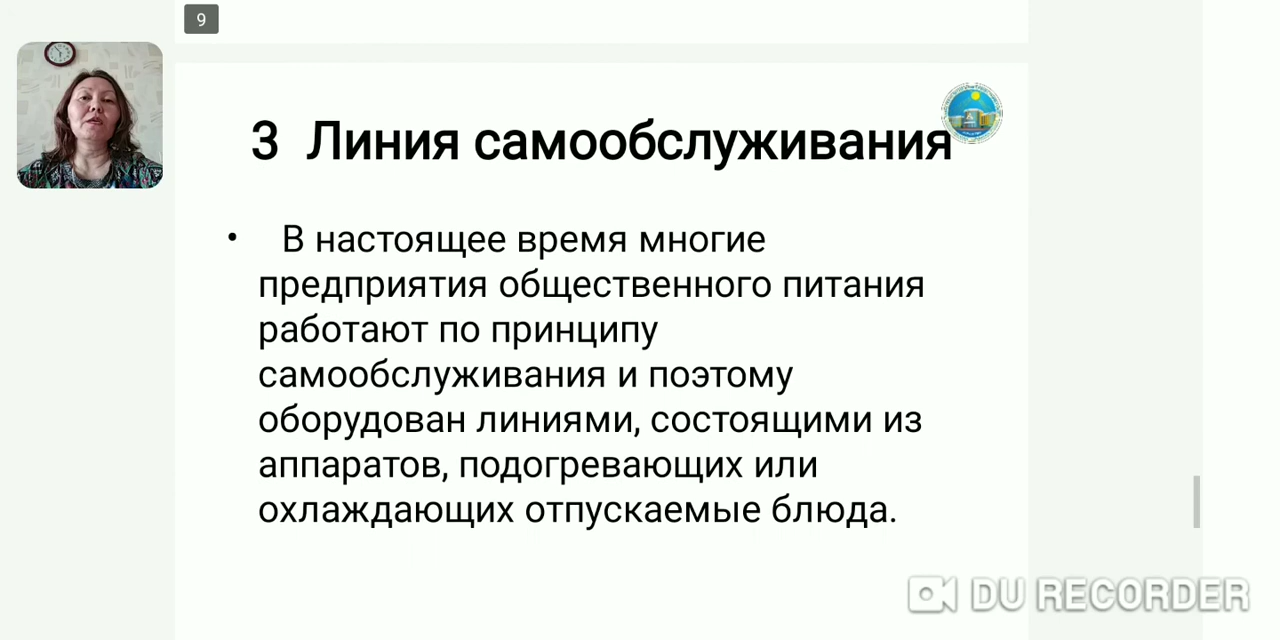 9
3 Линия самообслуживания
• В настоящее время многие
предприятия общественного питания
работают по принципу
самообслуживания и поэтому
оборудован линиями, состоящими из
аппаратов, подогревающих или
охлаждающих отпускаемые блюда.
DU RECORDER